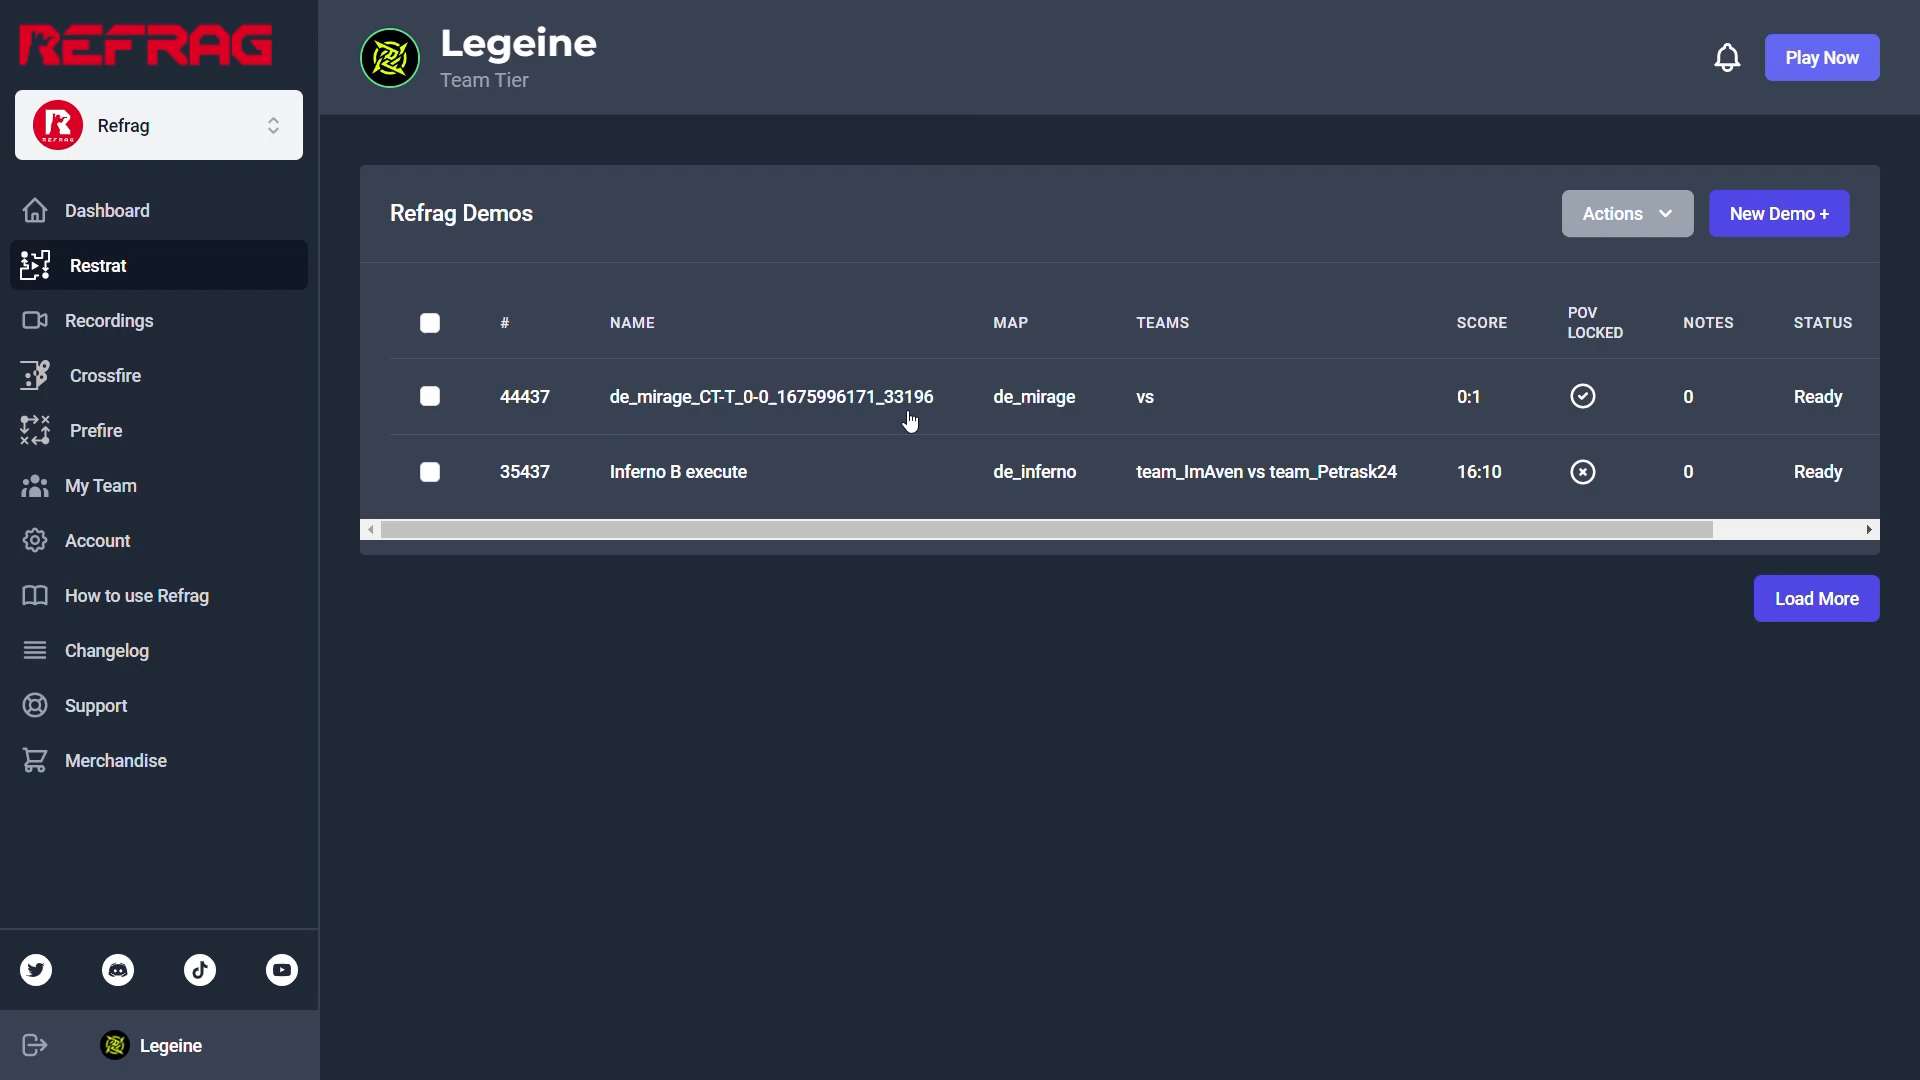 REFRAG
REFRAG
Refrag
Dashboard
Restrat
Recordings
Crossfire
Prefire
My Team
Account
How to use Refrag
Changelog
Support
Merchandise
Legeine
Legeine
Team Tier
Play Now
Refrag Demos
Actions
New Demo +
# NAME MAP TEAMS SCORE POV LOCKED NOTES STATUS
44437 de_mirage_CT-T_0-0_1675996171_33196 de_mirage vs 0:1 0 Ready
35437 Inferno B execute de_inferno team_ImAven vs team_Petrask24 16:10 0 Ready
Load More